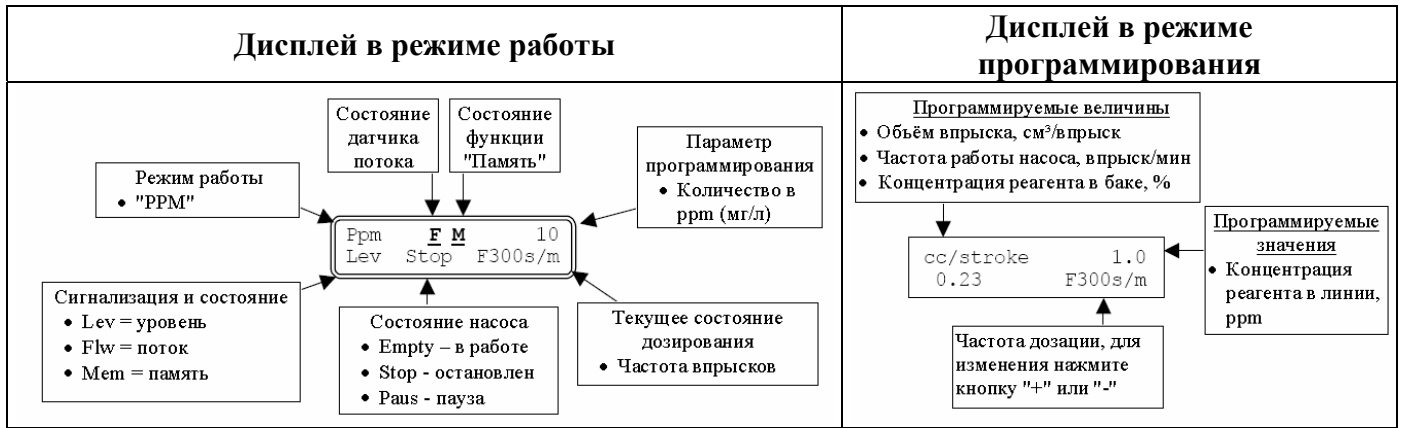 Дисплей в режиме работы
Дисплей в режиме
программирования
Состояние
датчика
потока
Состояние
функции
"Память"
Параметр
программирования
• Количество в
ppm (мг/л)
Режим работы
• "PPM"
Ppm F M 10
Lev Stop F300s/m
Сигнализация и состояние
• Lev = уровень
• Flw = поток
• Mem = память
Состояние насоса
• Empty – в работе
• Stop - остановлен
• Paus - пауза
Текущее состояние
дозирования
• Частота впрысков
Программируемые величины
• Объём впрыска, см³/впрыск
• Частота работы насоса, впрыск/мин
• Концентрация реагента в баке, %
cc/stroke 1.0
0.23 F300s/m
Программируемые
значения
• Концентрация
реагента в линии,
ppm
Частота дозации, для
изменения нажмите
кнопку "+" или "-"